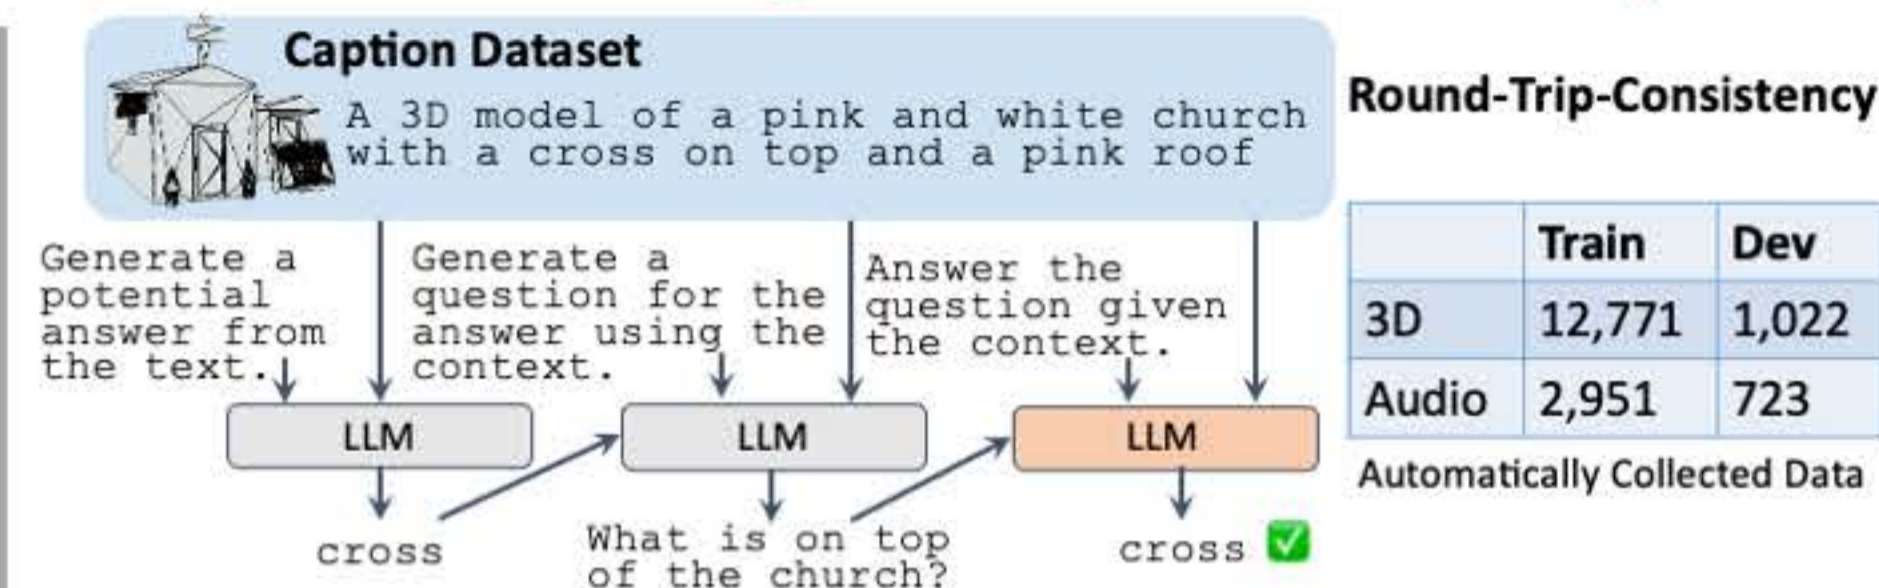 Caption Dataset
A 3D model of a pink and white church
with a cross on top and a pink roof
Round-Trip-Consistency
Generate a
potential
answer from
the text.
Generate a
question for the
answer using the
context.
Answer the
question given
the context.
LLM
LLM
LLM
cross
What is on top
of the church?
cross
Train Dev
3D 12,771 1,022
Audio 2,951 723
Automatically Collected Data